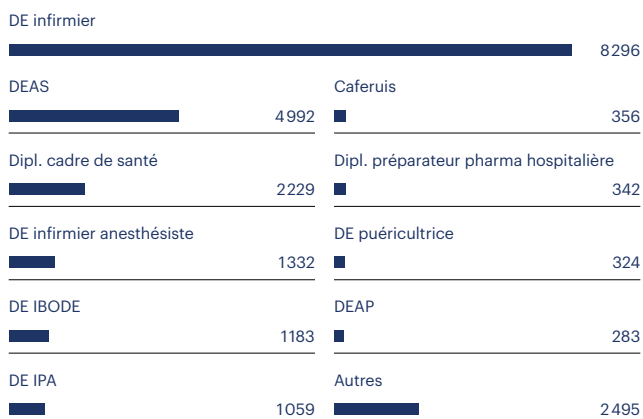 DE infirmier
8296
DEAS
4992
Dipl. cadre de santé
2229
DE infirmier anesthésiste
1332
DE IBODE
1183
DE IPA
1059
Caferuis
356
Dipl. préparateur pharma hospitalière
342
DE puéricultrice
324
DEAP
283
Autres
2495